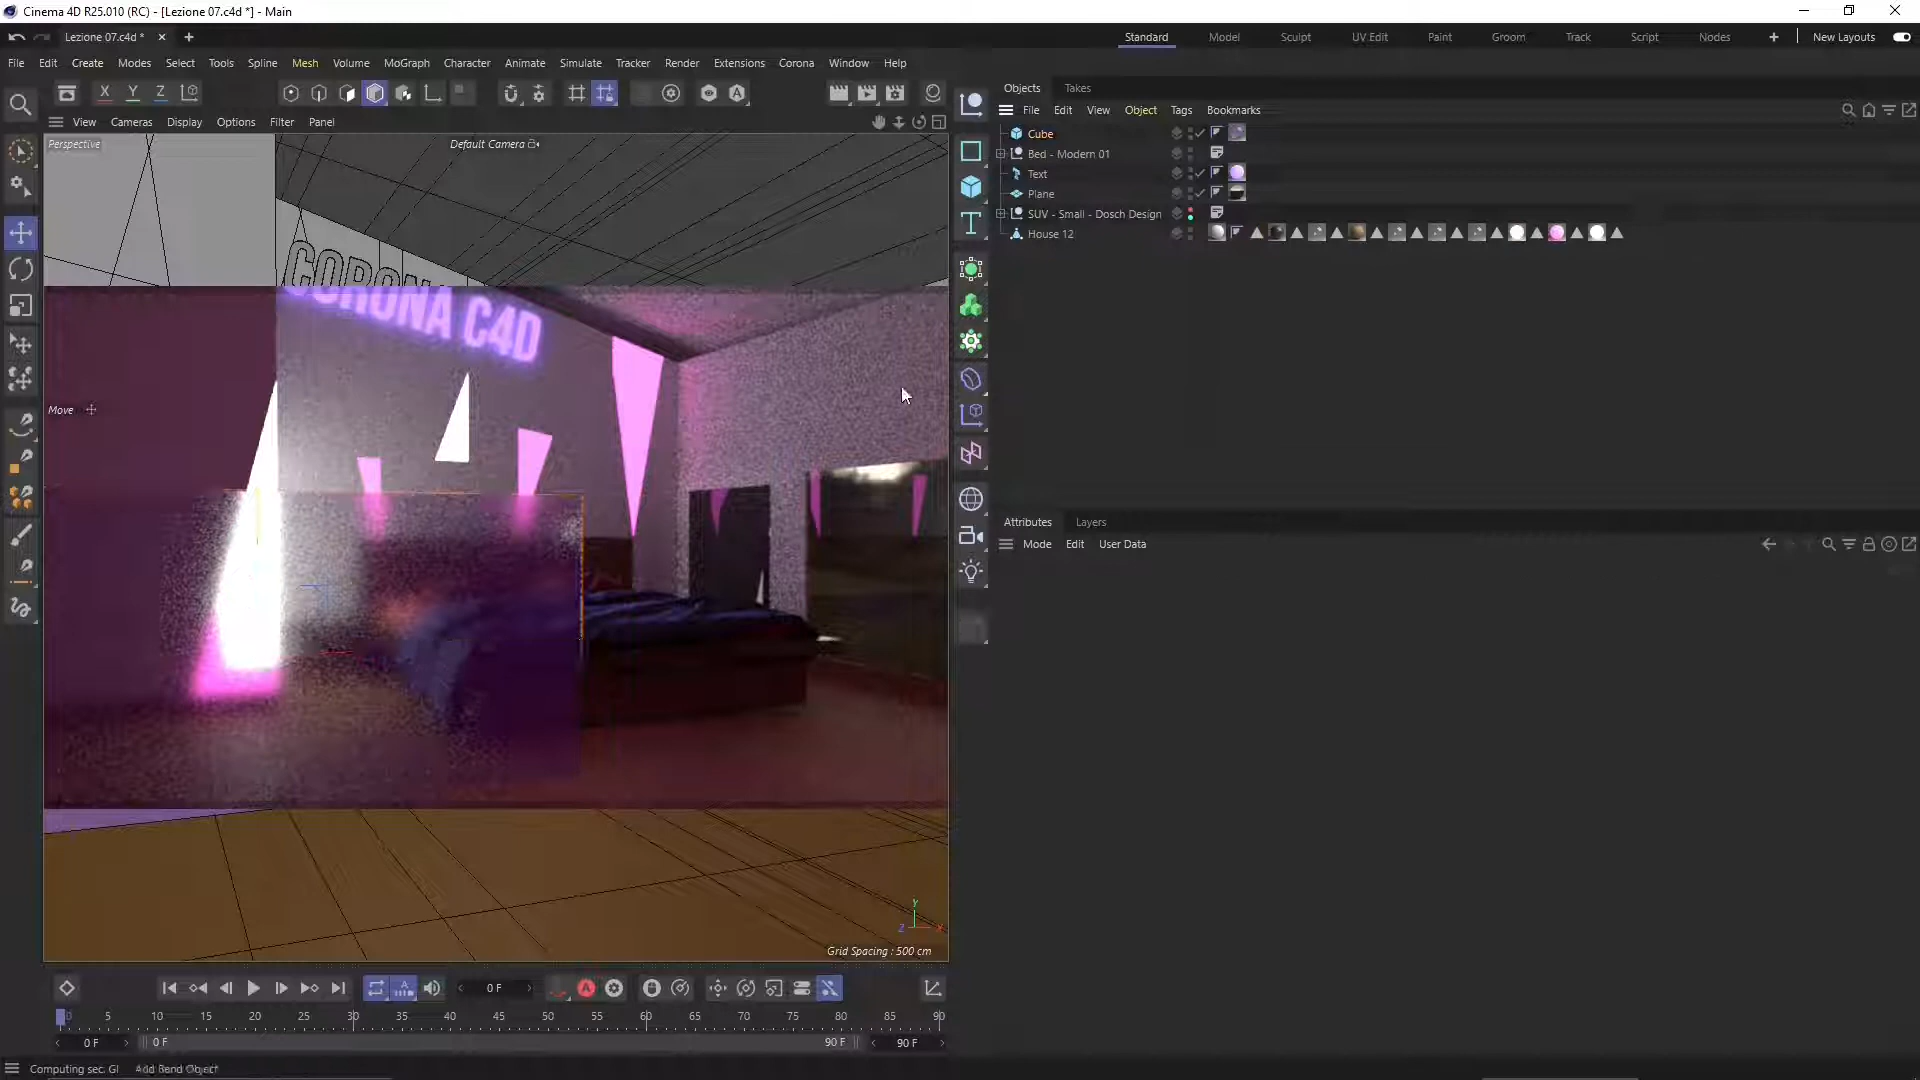 Cinema 4D R25.010 (RC) - [Lezione 07.c4d *] - Main
Lezione 07.c4d *
Standard Model Sculpt UV Edit Paint Groom Track Script Nodes New Layouts
File Edit Create Modes Select Tools Spline Mesh Volume MoGraph Character Animate Simulate Tracker Render Extensions Corona Window Help
X Y Z
Objects Takes
File Edit View Object Tags Bookmarks
View Cameras Display Options Filter Panel
Perspective
Default Camera
Cube
Bed - Modern 01
Text
Plane
SUV - Small - Dosch Design
House 12
CORONA
CORONA C4D
Move
Attributes Layers
Mode Edit User Data
Y
Z X
Grid Spacing : 500 cm
0 F
0 5 10 15 20 25 30 35 40 45 50 55 60 65 70 75 80 85 90
0 F 0 F 90 F 90 F
Computing sec. GI